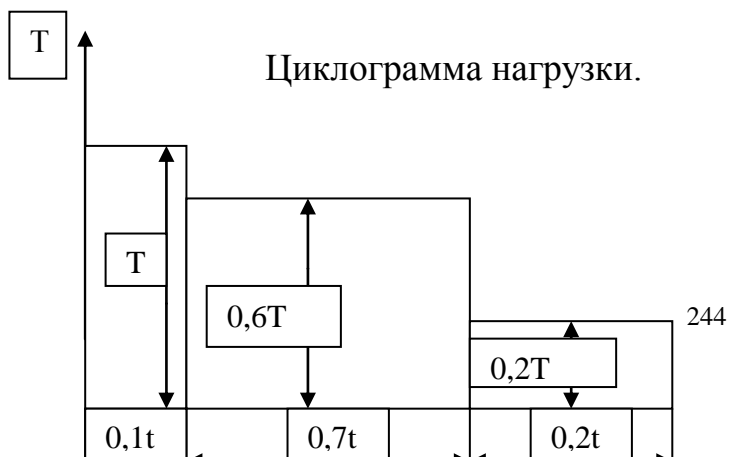 T
Циклограмма нагрузки.
T
0,6T
0,2T
244
0,1t
0,7t
0,2t